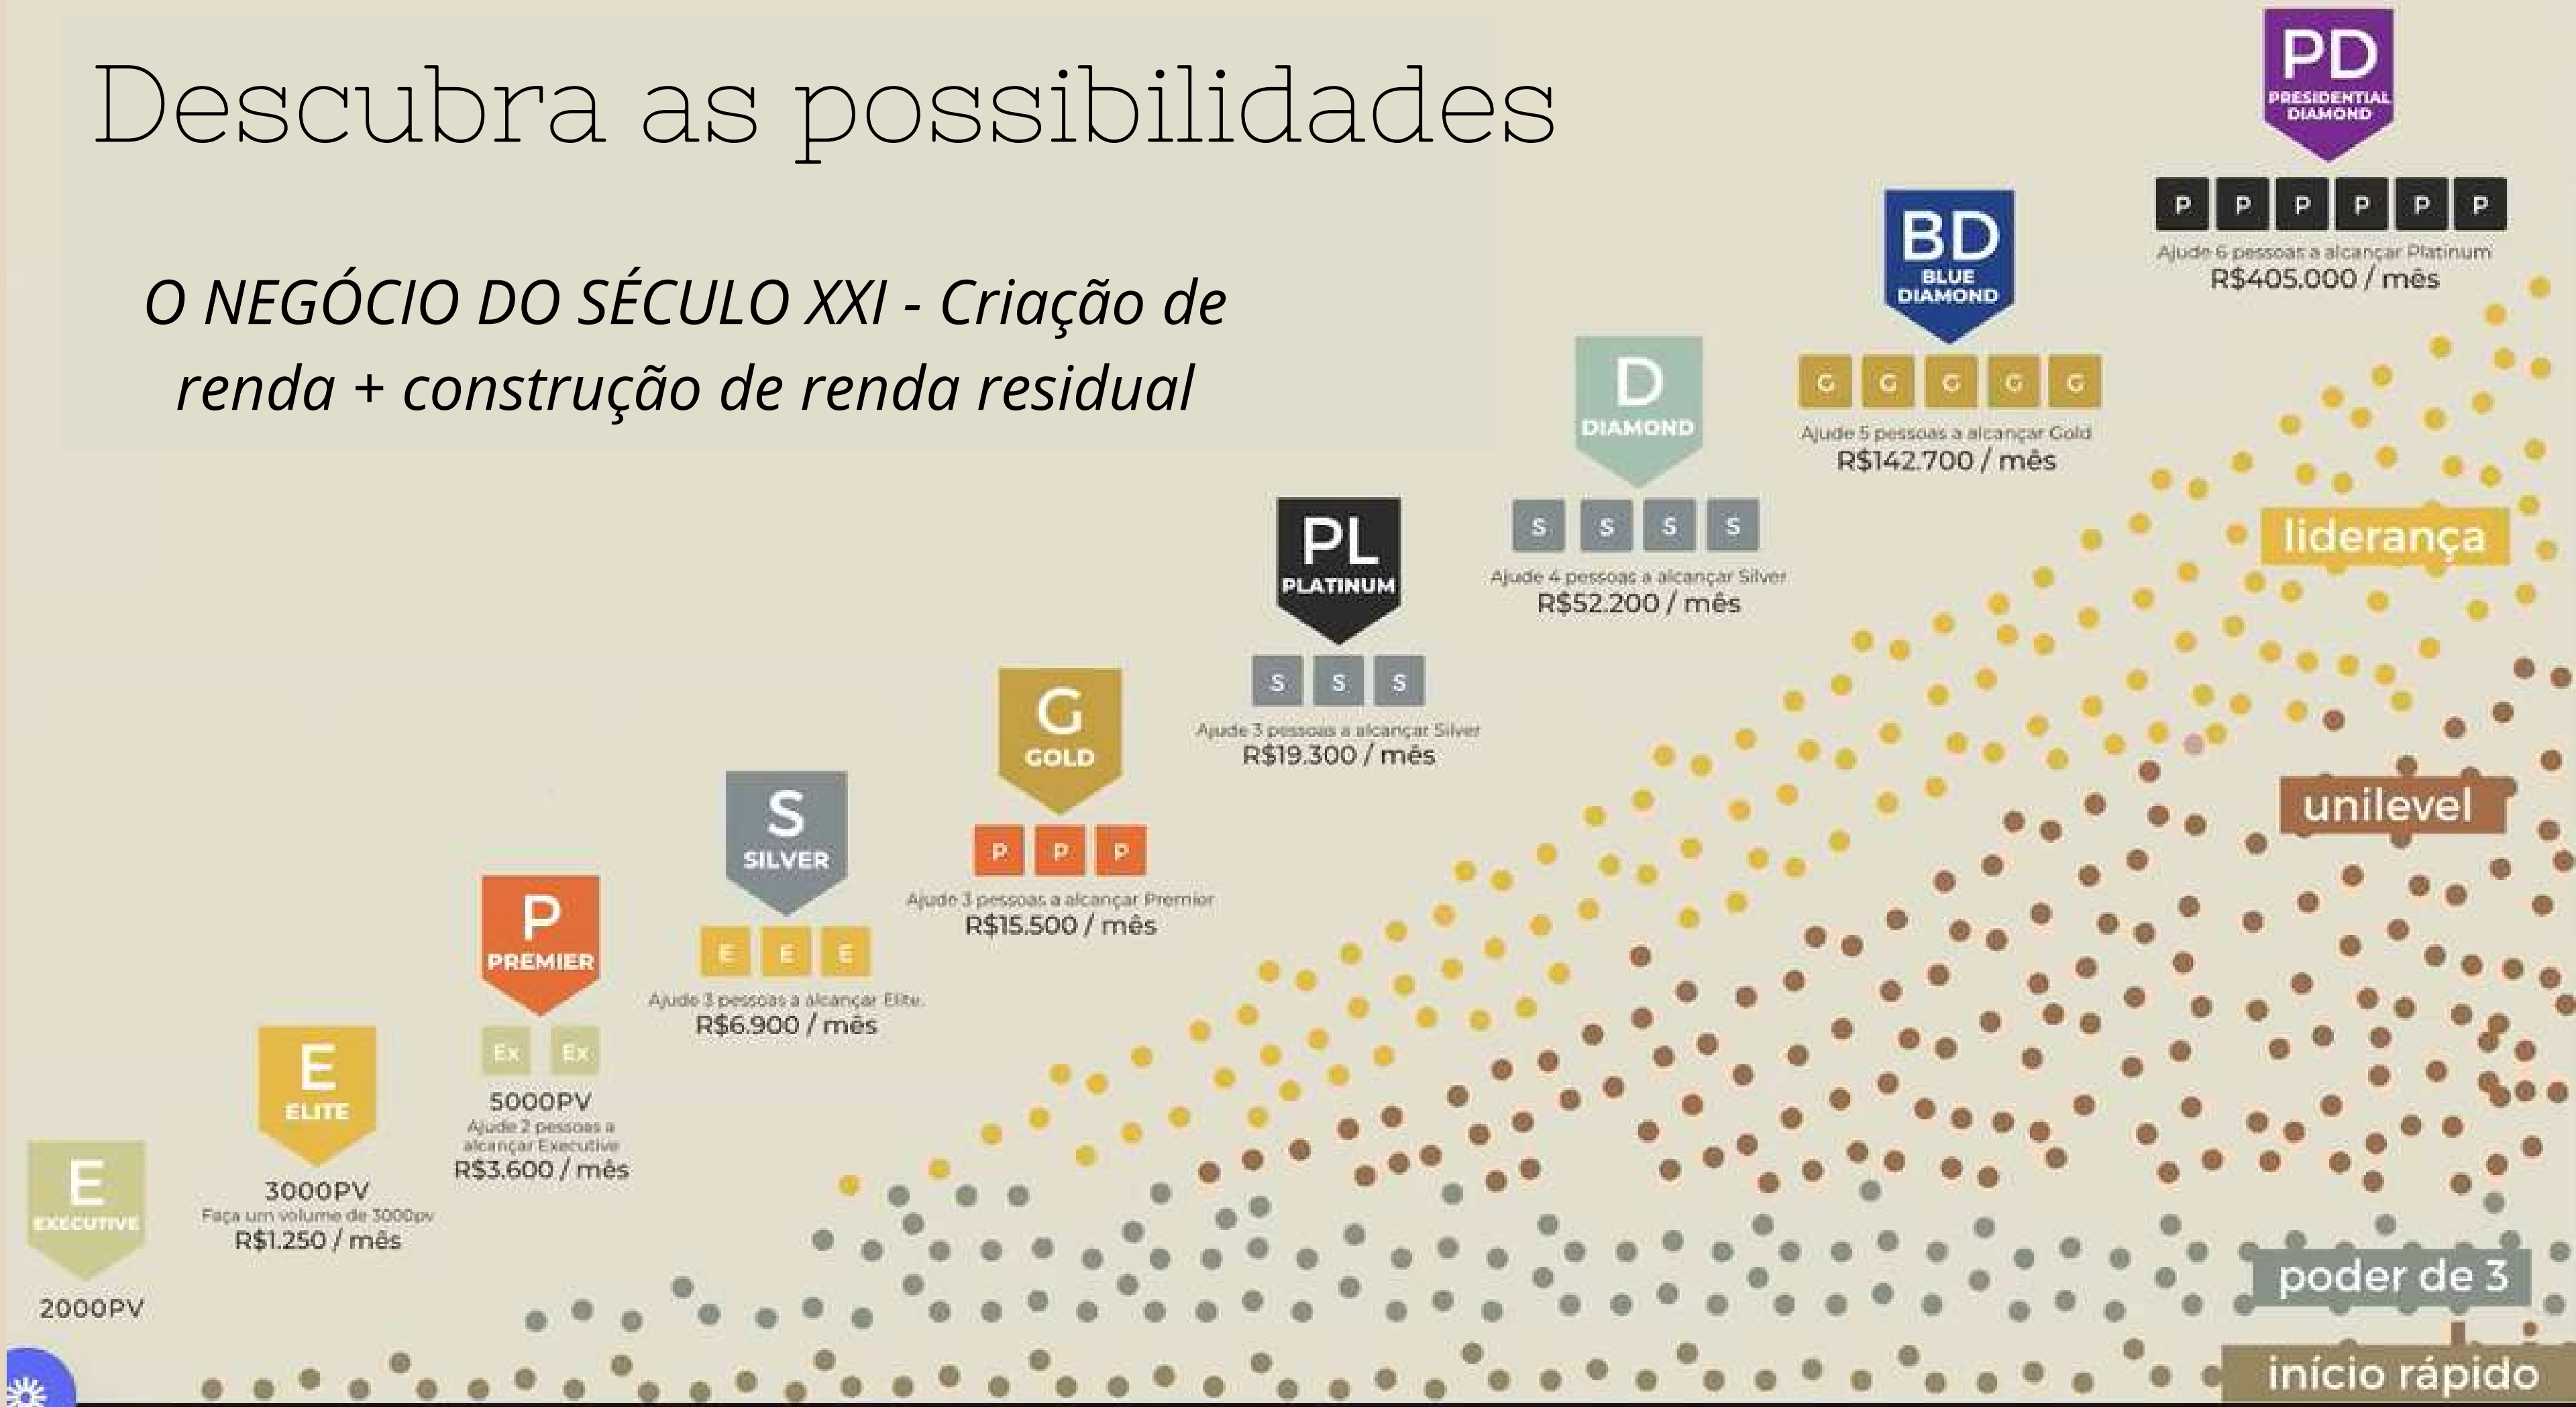 Descubra as possibilidades
O NEGÓCIO DO SÉCULO XXI - Criação de
renda + construção de renda residual
E
EXECUTIVE
2000PV
E
ELITE
3000PV
Faça um volume de 3000pv
R$1.250 / mês
P
PREMIER
Ex Ex
5000PV
Ajude 2 pessoas a
alcançar Executive
R$3.600 / mês
S
SILVER
E E E
Ajude 3 pessoas a alcançar Elite.
R$6.900 / mês
G
GOLD
P P P
Ajude 3 pessoas a alcançar Premier
R$15.500 / mês
PL
PLATINUM
S S S
Ajude 3 pessoas a alcançar Silver
R$19.300 / mês
D
DIAMOND
S S S S
Ajude 4 pessoas a alcançar Silver
R$52.200 / mês
BD
BLUE
DIAMOND
G G G G G
Ajude 5 pessoas a alcançar Gold
R$142.700 / mês
PD
PRESIDENTIAL
DIAMOND
P P P P P P
Ajude 6 pessoas a alcançar Platinum
R$405.000 / mês
liderança
unilevel
poder de 3
início rápido